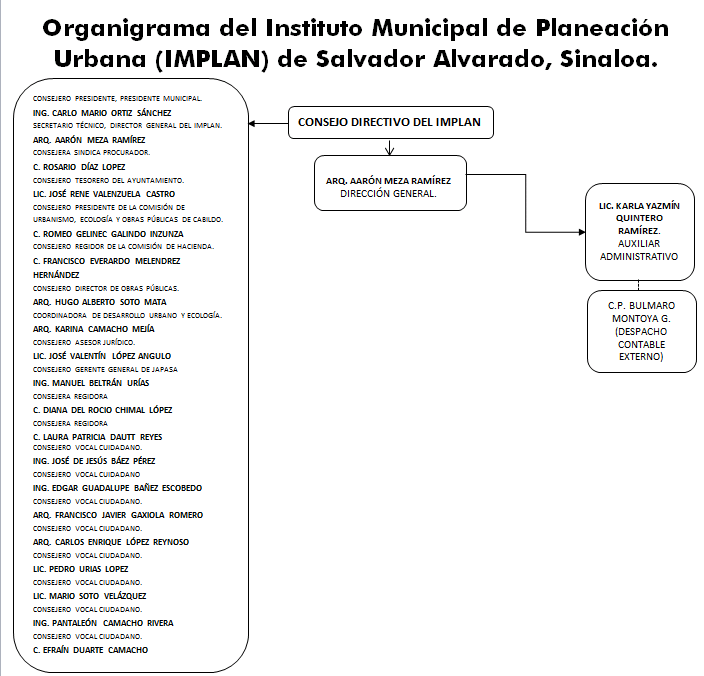 Organigrama del Instituto Municipal de Planeación
Urbana (IMPLAN) de Salvador Alvarado, Sinaloa.
CONSEJERO PRESIDENTE, PRESIDENTE MUNICIPAL.
ING. CARLO MARIO ORTIZ SÁNCHEZ
SECRETARIO TÉCNICO, DIRECTOR GENERAL DEL IMPLAN.
ARQ. AARÓN MEZA RAMÍREZ
CONSEJERA SINDICA PROCURADOR.
C. ROSARIO DÍAZ LOPEZ
CONSEJERO TESORERO DEL AYUNTAMIENTO.
LIC. JOSÉ RENE VALENZUELA CASTRO
CONSEJERO PRESIDENTE DE LA COMISIÓN DE
URBANISMO, ECOLOGÍA Y OBRAS PÚBLICAS DE CABILDO.
C. ROMEO GELINEC GALINDO INZUNZA
CONSEJERO REGIDOR DE LA COMISIÓN DE HACIENDA.
C. FRANCISCO EVERARDO MELENDREZ
HERNÁNDEZ
CONSEJERO DIRECTOR DE OBRAS PÚBLICAS.
ARQ. HUGO ALBERTO SOTO MATA
COORDINADORA DE DESARROLLO URBANO Y ECOLOGÍA.
ARQ. KARINA CAMACHO MEJÍA
CONSEJERO ASESOR JURÍDICO.
LIC. JOSÉ VALENTÍN LÓPEZ ANGULO
CONSEJERO GERENTE GENERAL DE JAPASA
ING. MANUEL BELTRÁN URÍAS
CONSEJERA REGIDORA
C. DIANA DEL ROCIO CHIMAL LÓPEZ
CONSEJERA REGIDORA
C. LAURA PATRICIA DAUTT REYES
CONSEJERO VOCAL CUIDADANO.
ING. JOSÉ DE JESÚS BÁEZ PÉREZ
CONSEJERO VOCAL CUIDADANO
ING. EDGAR GUADALUPE BAÑEZ ESCOBEDO
CONSEJERO VOCAL CIUDADANO.
ARQ. FRANCISCO JAVIER GAXIOLA ROMERO
CONSEJERO VOCAL CIUDADANO.
ARQ. CARLOS ENRIQUE LÓPEZ REYNOSO
CONSEJERO VOCAL CIUDADANO.
LIC. PEDRO URIAS LOPEZ
CONSEJERO VOCAL CIUDADANO.
LIC. MARIO SOTO VELÁZQUEZ
CONSEJERO VOCAL CIUDADANO.
ING. PANTALEÓN CAMACHO RIVERA
CONSEJERO VOCAL CIUDADANO.
C. EFRAÍN DUARTE CAMACHO
CONSEJO DIRECTIVO DEL IMPLAN
ARQ. AARÓN MEZA RAMÍREZ
DIRECCIÓN GENERAL.
LIC. KARLA YAZMÍN
QUINTERO
RAMÍREZ.
AUXILIAR
ADMINISTRATIVO
C.P. BULMARO
MONTOYA G.
(DESPACHO
CONTABLE
EXTERNO)